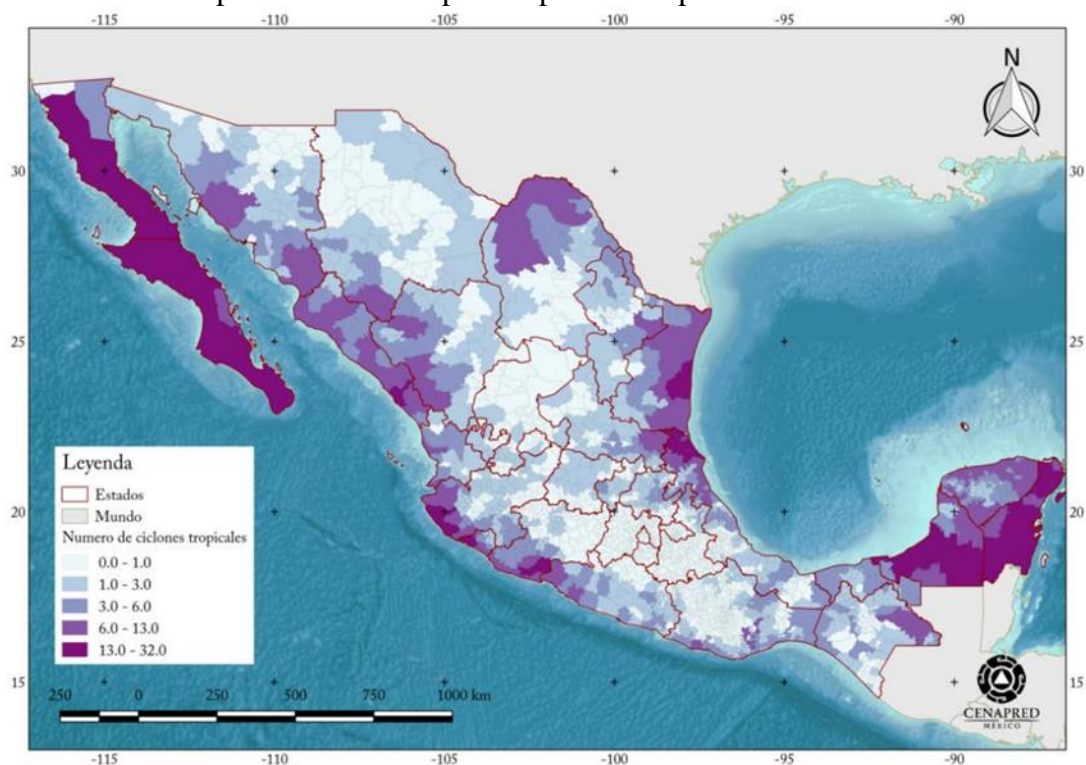 -115 -110 -105 -100 -95 -90
N
30 30
25 25
20 20
15 15
Leyenda
Estados
Mundo
Numero de ciclones tropicales
0.0 - 1.0
1.0 - 3.0
3.0 - 6.0
6.0 - 13.0
13.0 - 32.0
250 0 250 500 750 1000 km
CENAPRED
MÉXICO
-115 -110 -105 -100 -95 -90